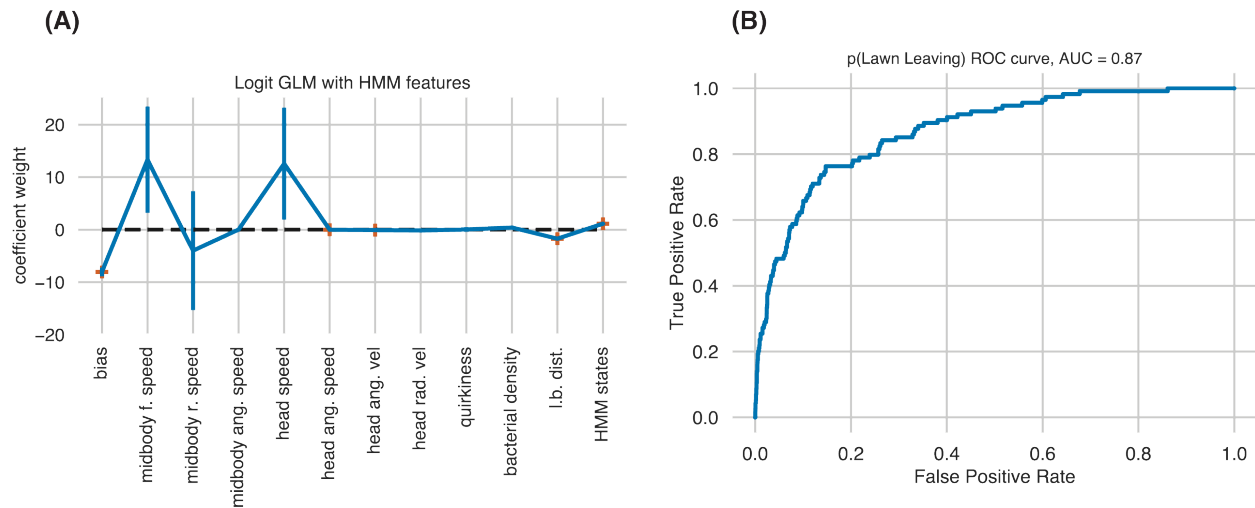 (A)
Logit GLM with HMM features
coefficient weight
20
10
0
−10
−20
bias
midbody f. speed
midbody r. speed
midbody ang. speed
head speed
head ang. speed
head ang. vel
head rad. vel
quirkiness
bacterial density
l.b. dist.
HMM states
(B)
p(Lawn Leaving) ROC curve, AUC = 0.87
True Positive Rate
1.0
0.8
0.6
0.4
0.2
0.0
0.0
0.2
0.4
0.6
0.8
1.0
False Positive Rate